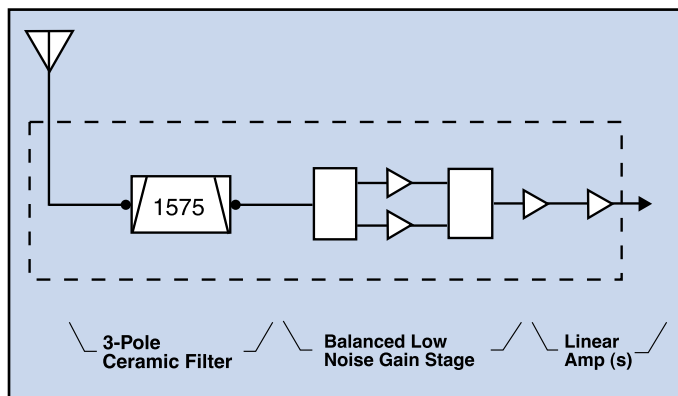 1575
3-Pole
Ceramic Filter
Balanced Low
Noise Gain Stage
Linear
Amp (s)